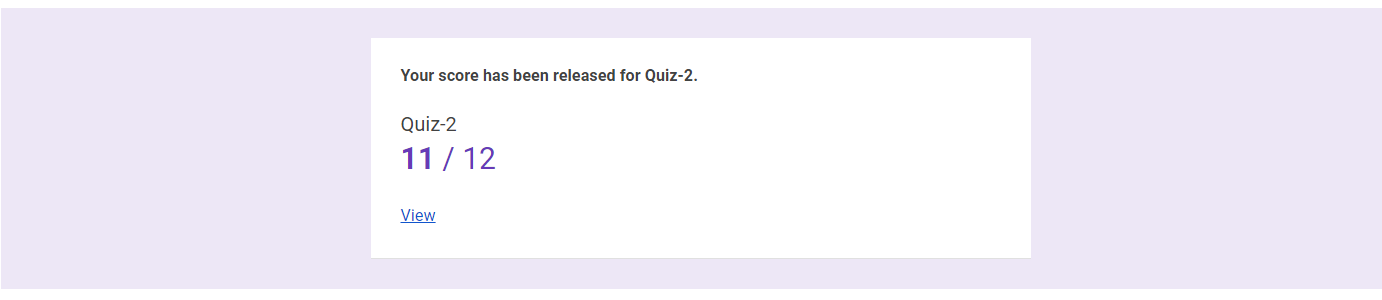 Your score has been released for Quiz-2.
Quiz-2
11 / 12
View